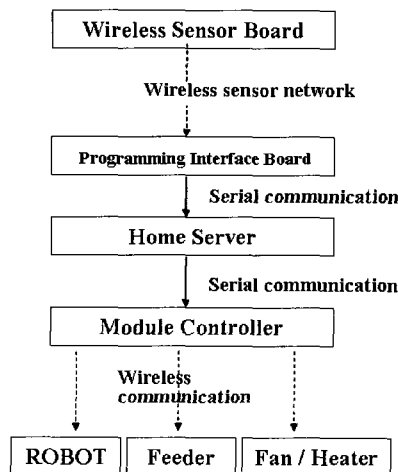 Wireless Sensor Board
Wireless sensor network
Programming Interface Board
Serial communication
Home Server
Serial communication
Module Controller
Wireless
communication
ROBOT
Feeder
Fan / Heater